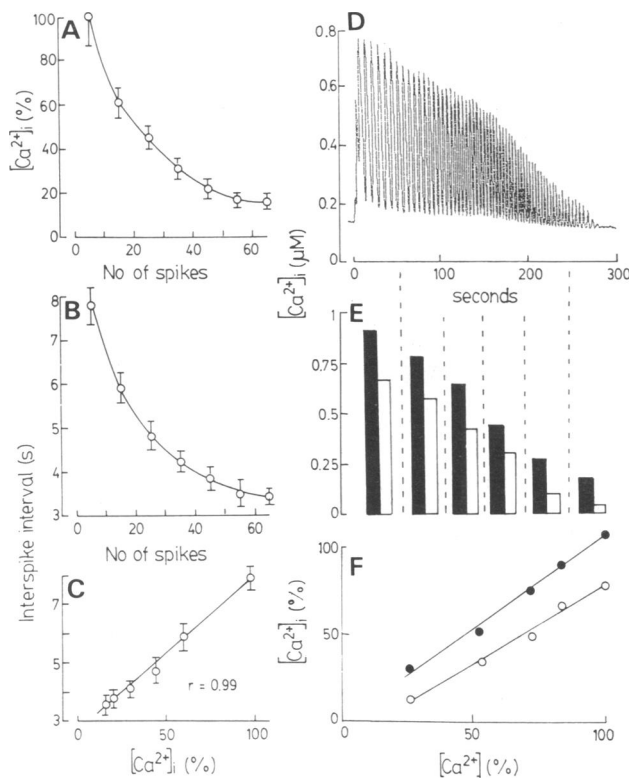 A
[Ca²⁺]i (%)
100
80
60
40
20
0
0 20 40 60
No of spikes
B
Interspike interval (s)
8
7
6
5
4
3
0 20 40 60
No of spikes
C
7
5
3
r = 0.99
0 50 100
[Ca²⁺]i (%)
D
[Ca²⁺]i (μM)
0.8
0.6
0.4
0.2
0
0 100 200 300
seconds
E
1
0.75
0.5
0.25
0
F
[Ca²⁺]i (%)
100
50
0
0 50 100
[Ca²⁺] (%)